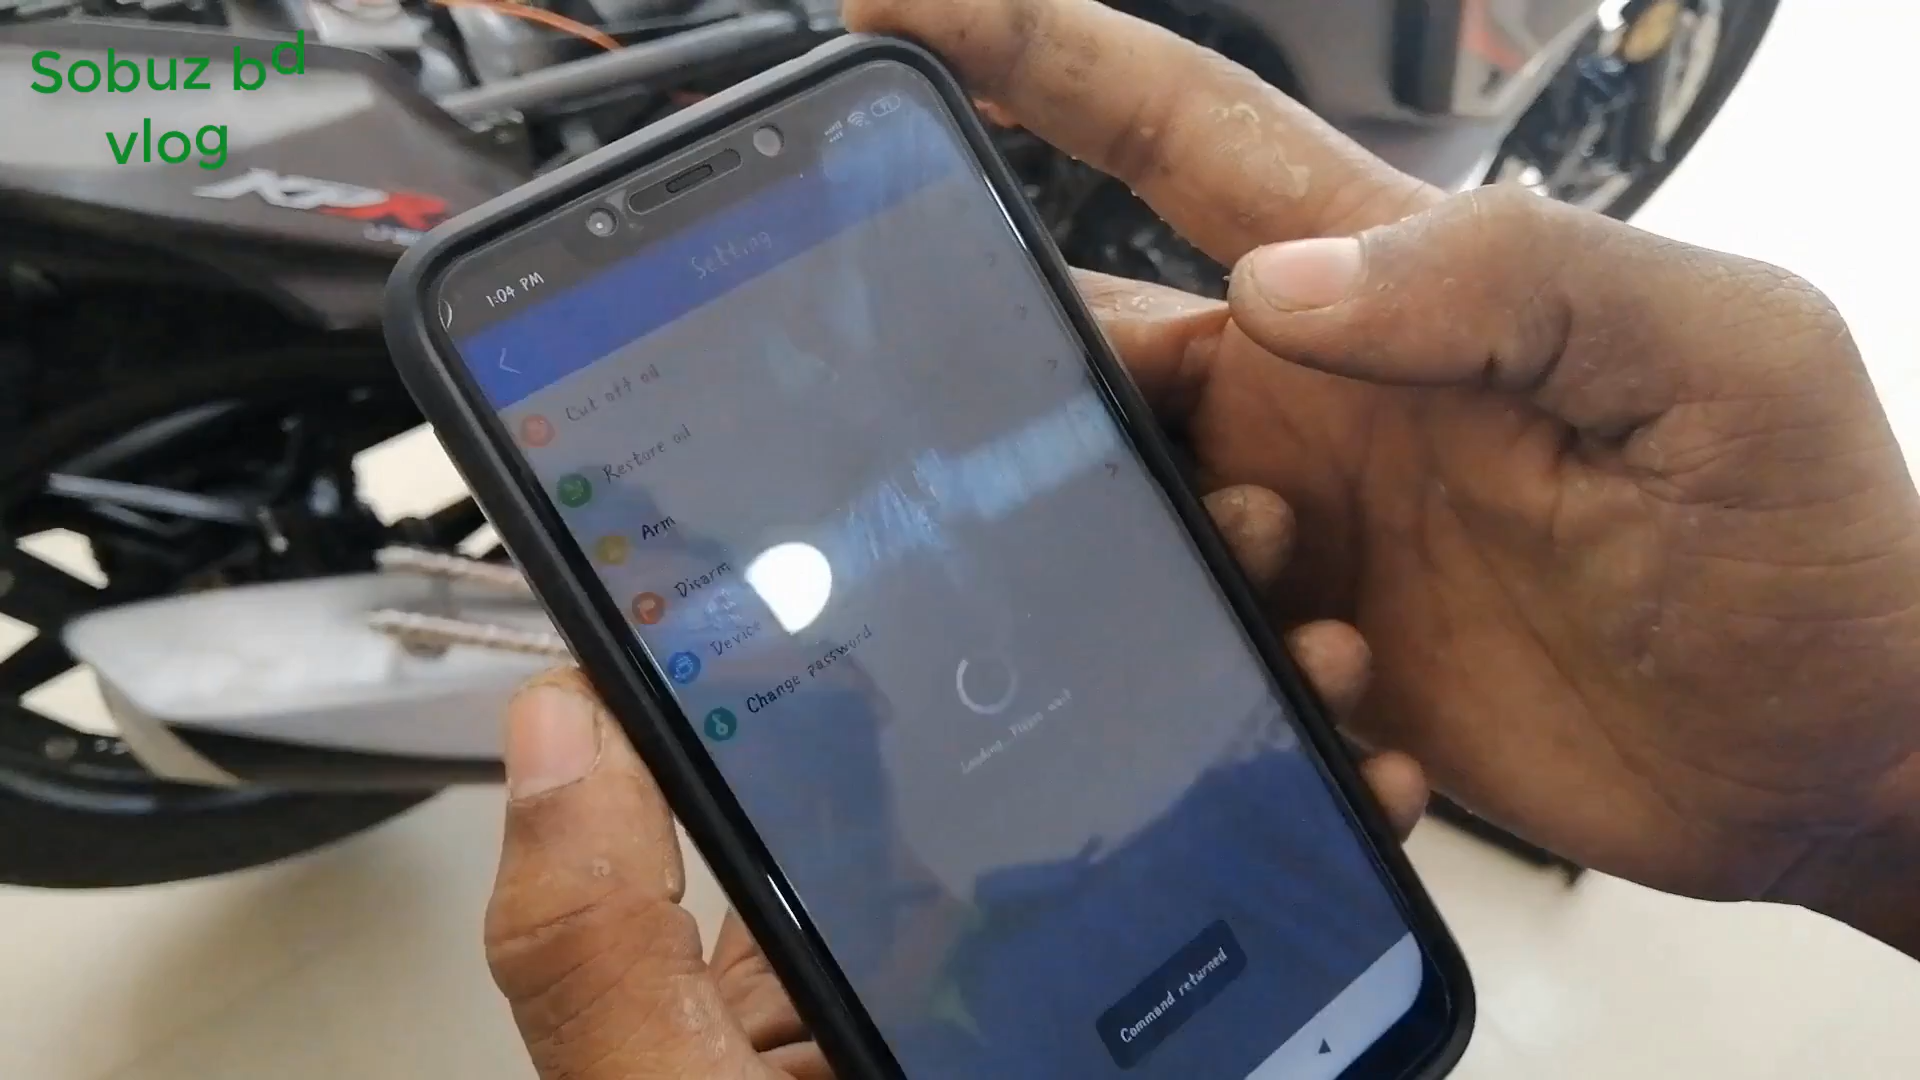 Sobuz bd
vlog
KPR
1:04 PM
Setting
Cut off oil
Restore oil
Arm
Disarm
Device
Change password
Loading. Please wait
Command returned